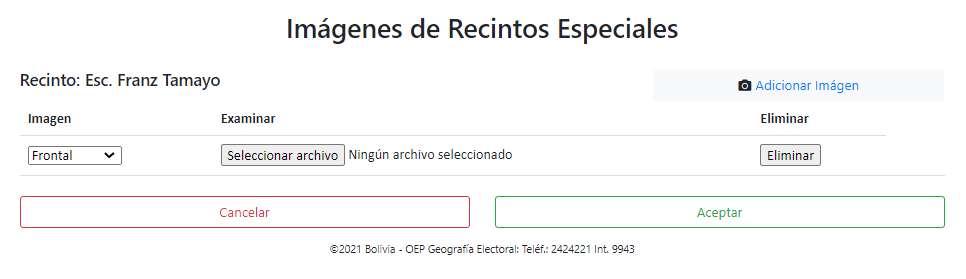 Imágenes de Recintos Especiales
Recinto: Esc. Franz Tamayo
Adicionar Imágen
Imagen Examinar Eliminar
Frontal Seleccionar archivo Ningún archivo seleccionado Eliminar
Cancelar Aceptar
©2021 Bolivia - OEP Geografía Electoral: Teléf.: 2424221 Int. 9943